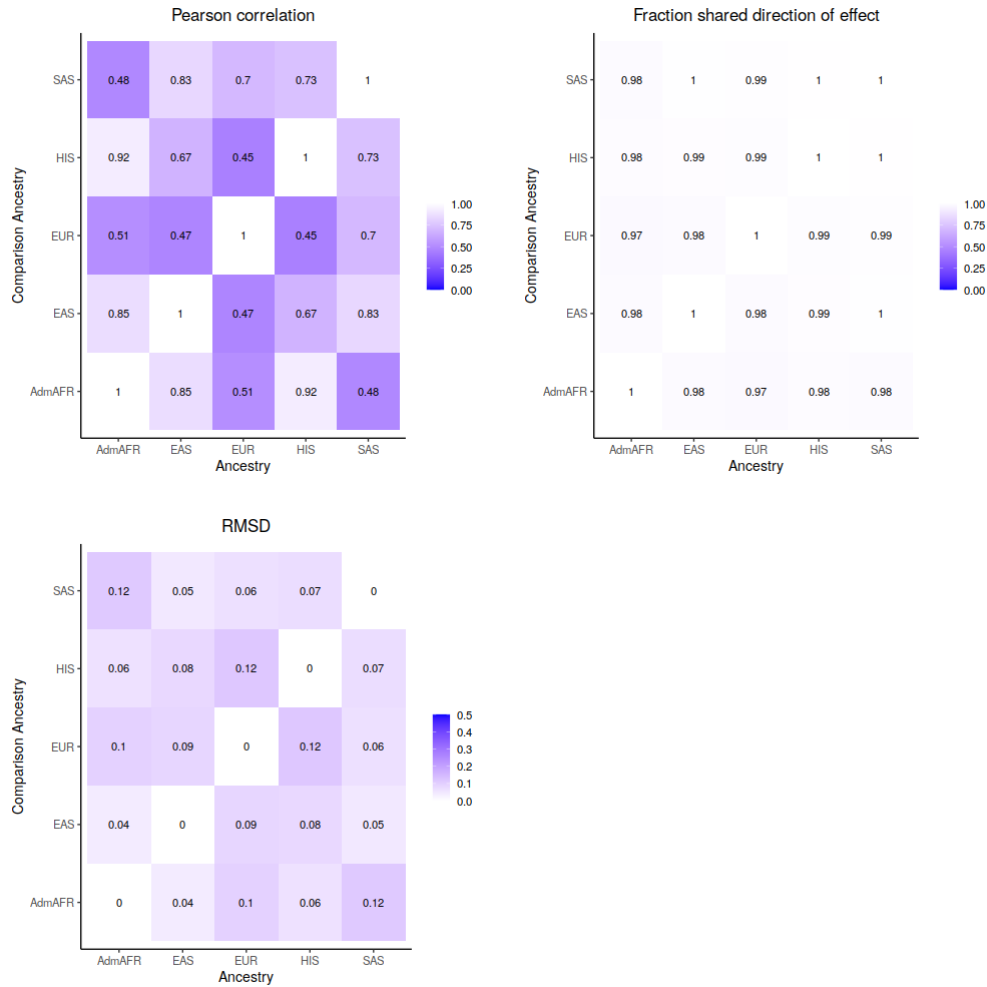 Pearson correlation
Comparison Ancestry
SAS 0.48 0.83 0.7 0.73 1
HIS 0.92 0.67 0.45 1 0.73
EUR 0.51 0.47 1 0.45 0.7
EAS 0.85 1 0.47 0.67 0.83
AdmAFR 1 0.85 0.51 0.92 0.48
AdmAFR EAS EUR HIS SAS
Ancestry
1.00
0.75
0.50
0.25
0.00
Fraction shared direction of effect
Comparison Ancestry
SAS 0.98 1 0.99 1 1
HIS 0.98 0.99 0.99 1 1
EUR 0.97 0.98 1 0.99 0.99
EAS 0.98 1 0.98 0.99 1
AdmAFR 1 0.98 0.97 0.98 0.98
AdmAFR EAS EUR HIS SAS
Ancestry
1.00
0.75
0.50
0.25
0.00
RMSD
Comparison Ancestry
SAS 0.12 0.05 0.06 0.07 0
HIS 0.06 0.08 0.12 0 0.07
EUR 0.1 0.09 0 0.12 0.06
EAS 0.04 0 0.09 0.08 0.05
AdmAFR 0 0.04 0.1 0.06 0.12
AdmAFR EAS EUR HIS SAS
Ancestry
0.5
0.4
0.3
0.2
0.1
0.0